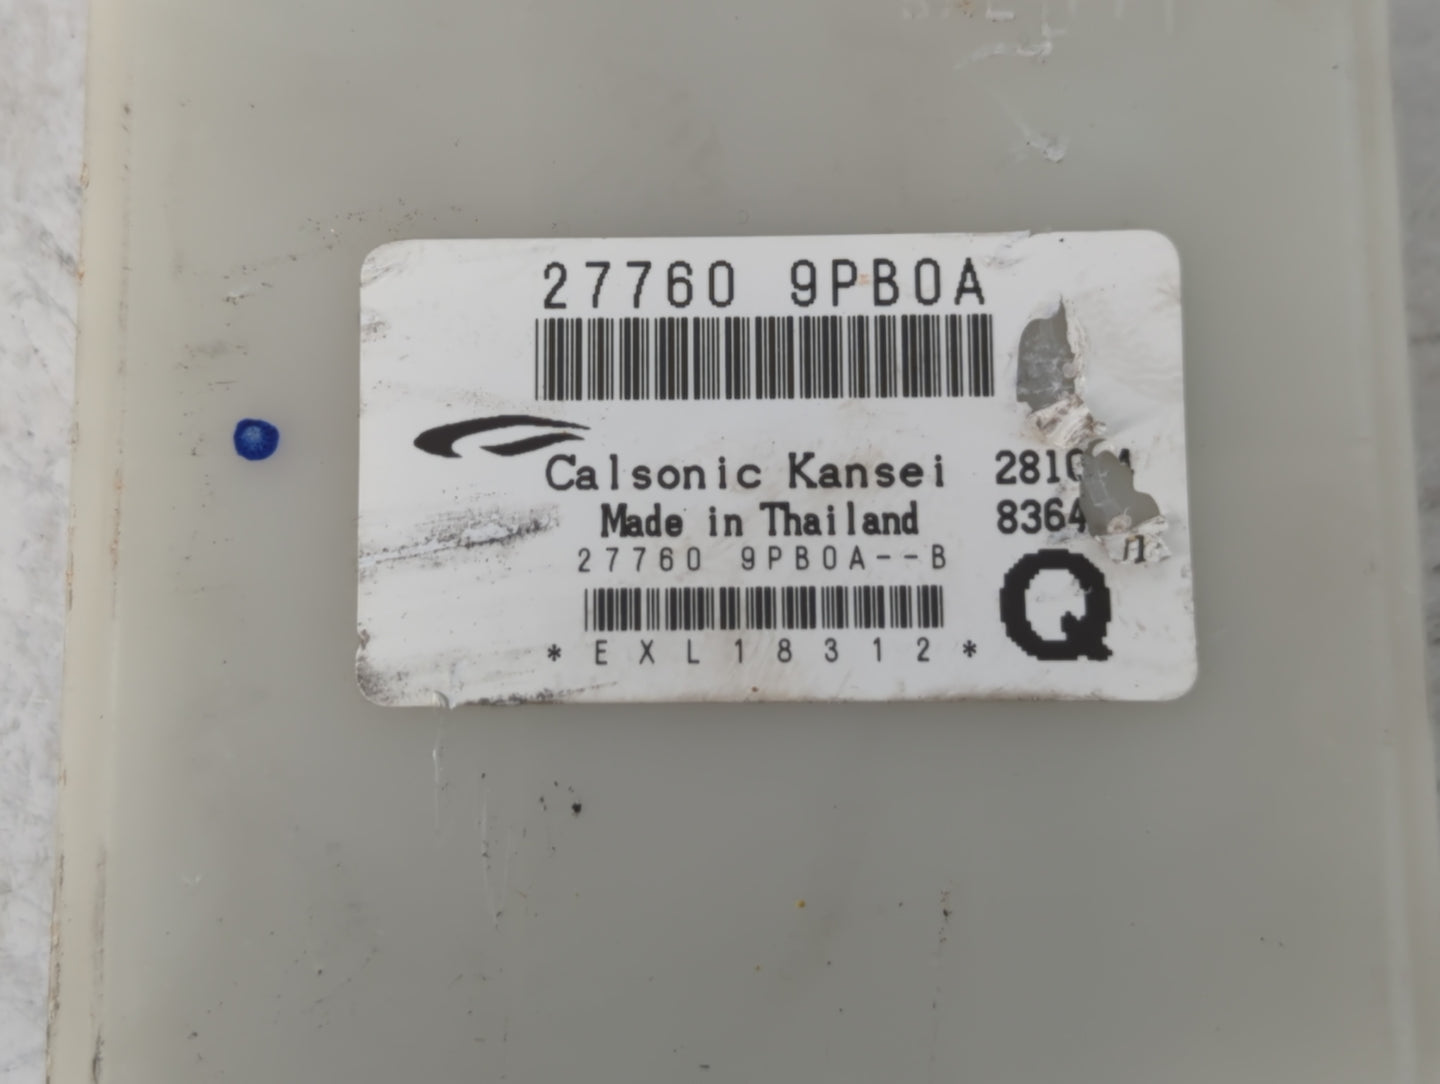 27760 9PB0A
Calsonic Kansei
Made in Thailand
27760 9PB0A--B
*EXL18312*
Q